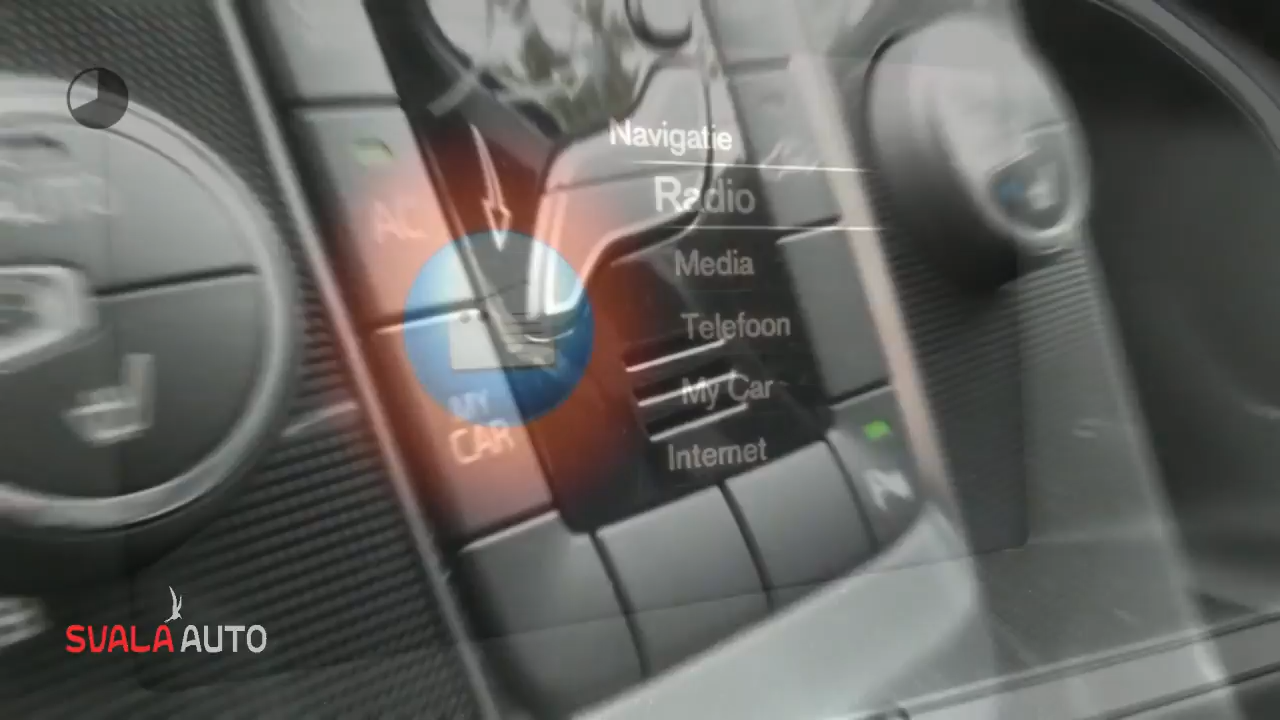 Navigatie
Radio
Media
Telefoon
My Car
Internet
AC
MY
CAR
SVALA AUTO